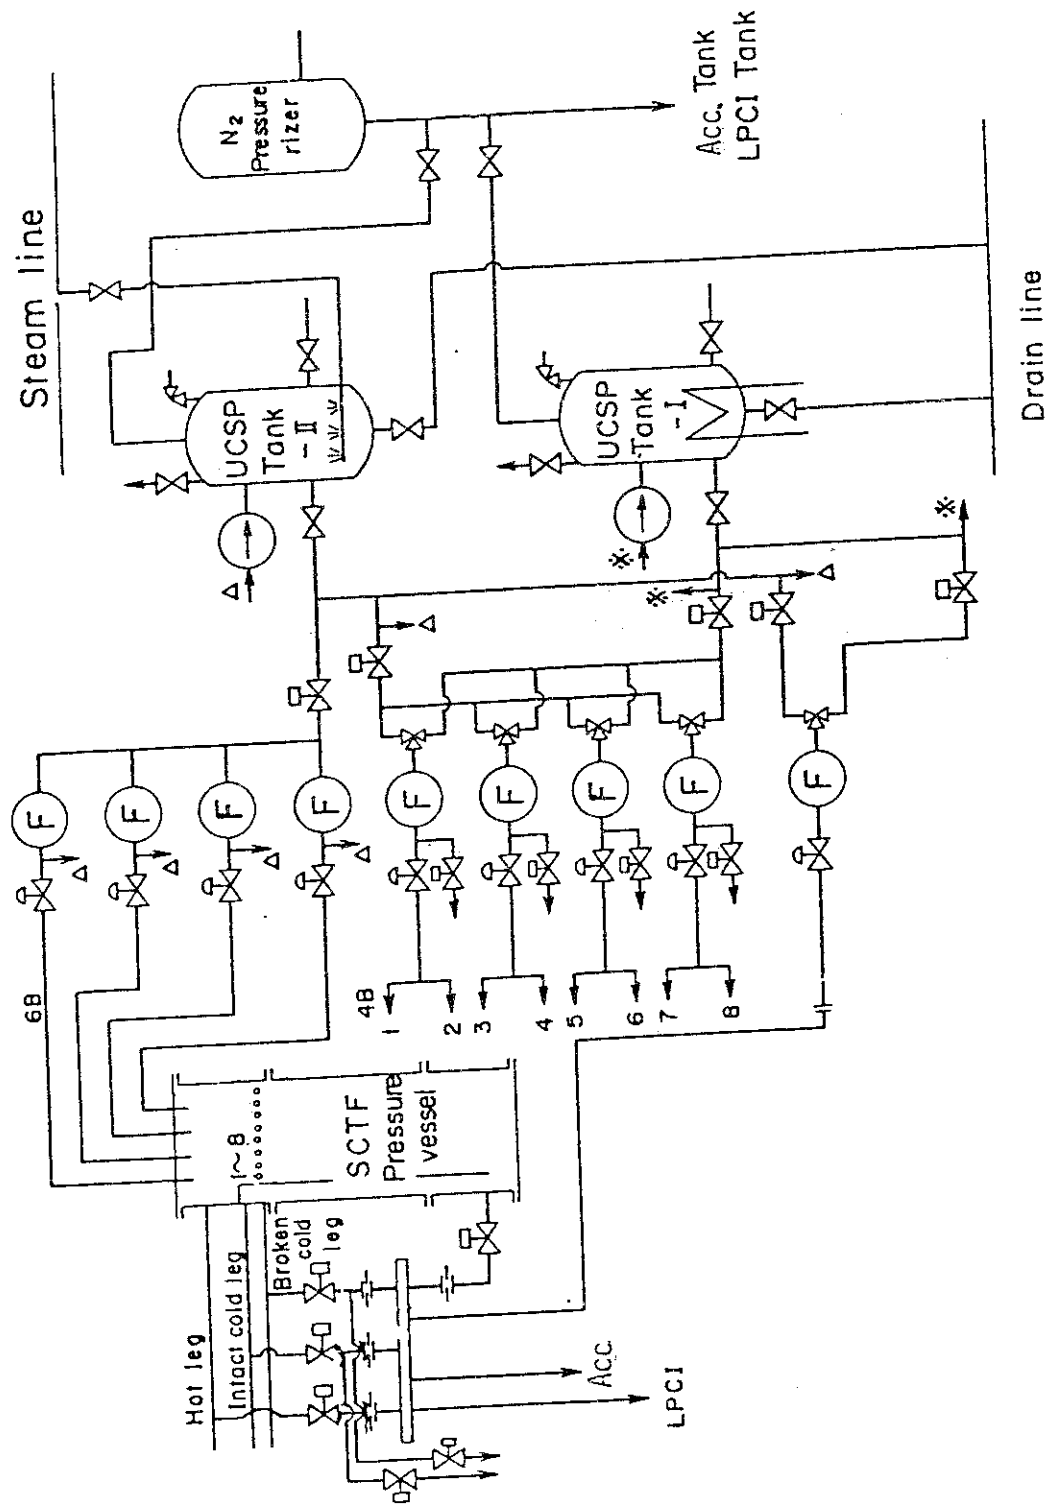 Steam line
N₂
Pressure
rizer
Acc. Tank
LPCI Tank
UCSP
Tank
-II
UCSP
Tank
-I
Drain line
Δ
※
※
※
Δ
Δ
F
F
F
F
F
F
F
F
F
Δ
Δ
Δ
Δ
6B
4B
1
2
3
4
5
6
7
8
1~8
SCTF
Pressure
vessel
Hot leg
Intact cold leg
Broken
cold
leg
Acc.
LPCI